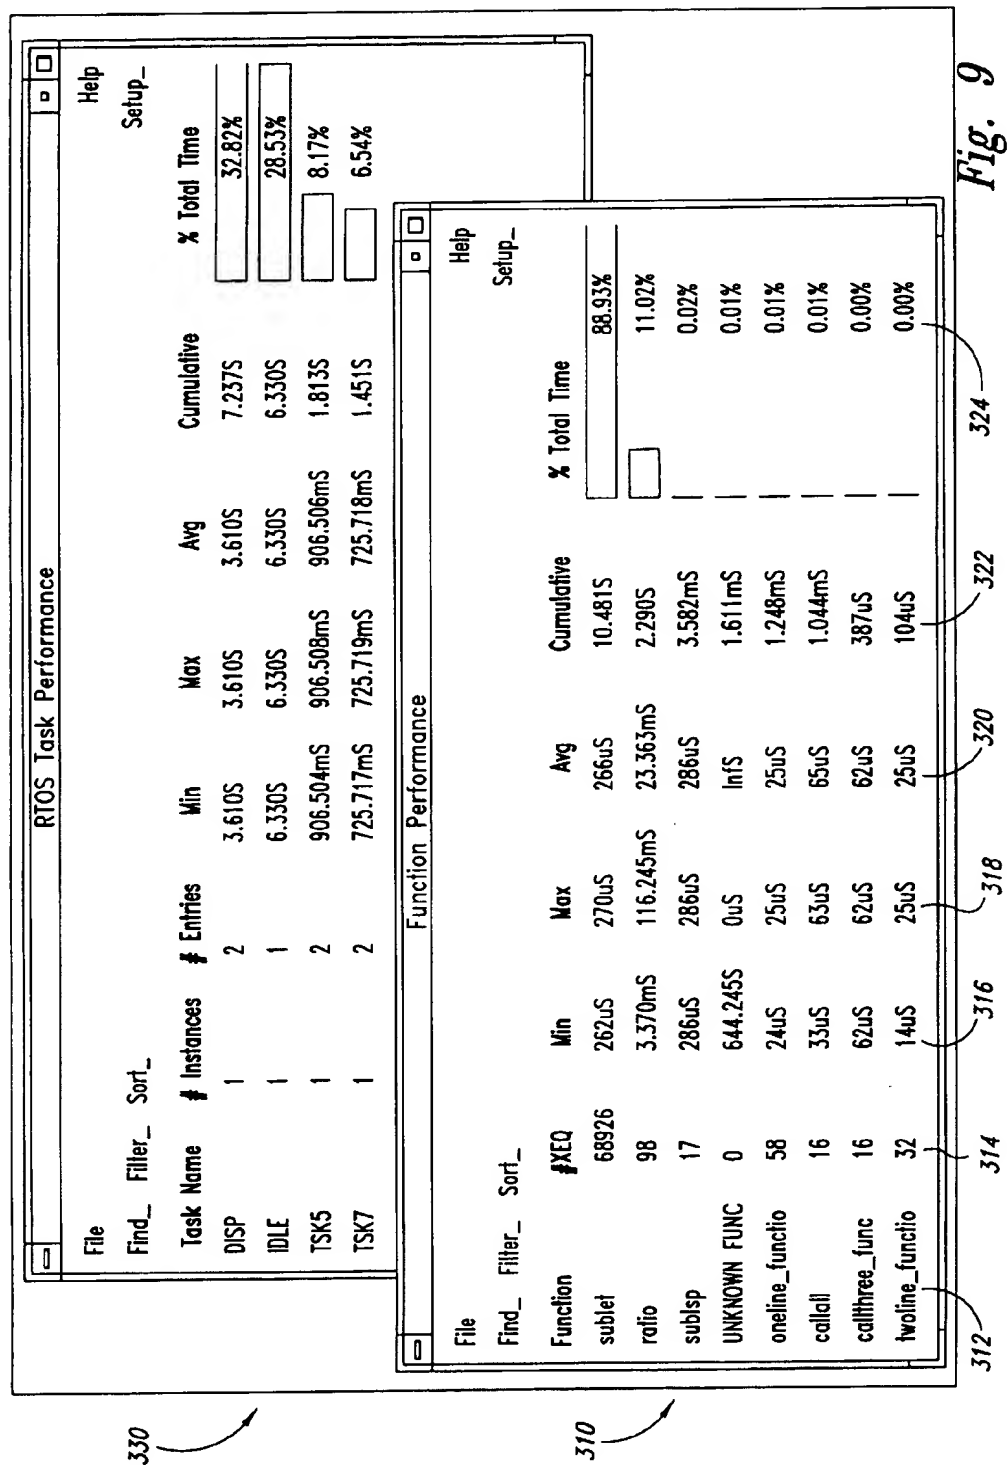 RTOS Task Performance
File Help
Find_ Filter_ Sort_ Setup_
Task Name # Instances # Entries Min Max Avg Cumulative % Total Time
DISP 1 2 3.610S 3.610S 3.610S 7.237S 32.82%
IDLE 1 1 6.330S 6.330S 6.330S 6.330S 28.53%
TSK5 1 2 906.504mS 906.508mS 906.506mS 1.813S 8.17%
TSK7 1 2 725.717mS 725.719mS 725.718mS 1.451S 6.54%
330
Function Performance
File Help
Find_ Filter_ Sort_ Setup_
Function #XEQ Min Max Avg Cumulative % Total Time
sublet 68926 262uS 270uS 266uS 10.481S 88.93%
ratio 98 3.370mS 116.245mS 23.363mS 2.290S 11.02%
sublsp 17 286uS 286uS 286uS 3.582mS 0.02%
UNKNOWN FUNC 0 644.245S 0uS InfS 1.611mS 0.01%
oneline_functio 58 24uS 25uS 25uS 1.248mS 0.01%
callall 16 33uS 63uS 65uS 1.044mS 0.01%
callthree_func 16 62uS 62uS 62uS 387uS 0.00%
twoline_functio 32 14uS 25uS 25uS 104uS 0.00%
310
312 314 316 318 320 322 324
Fig. 9